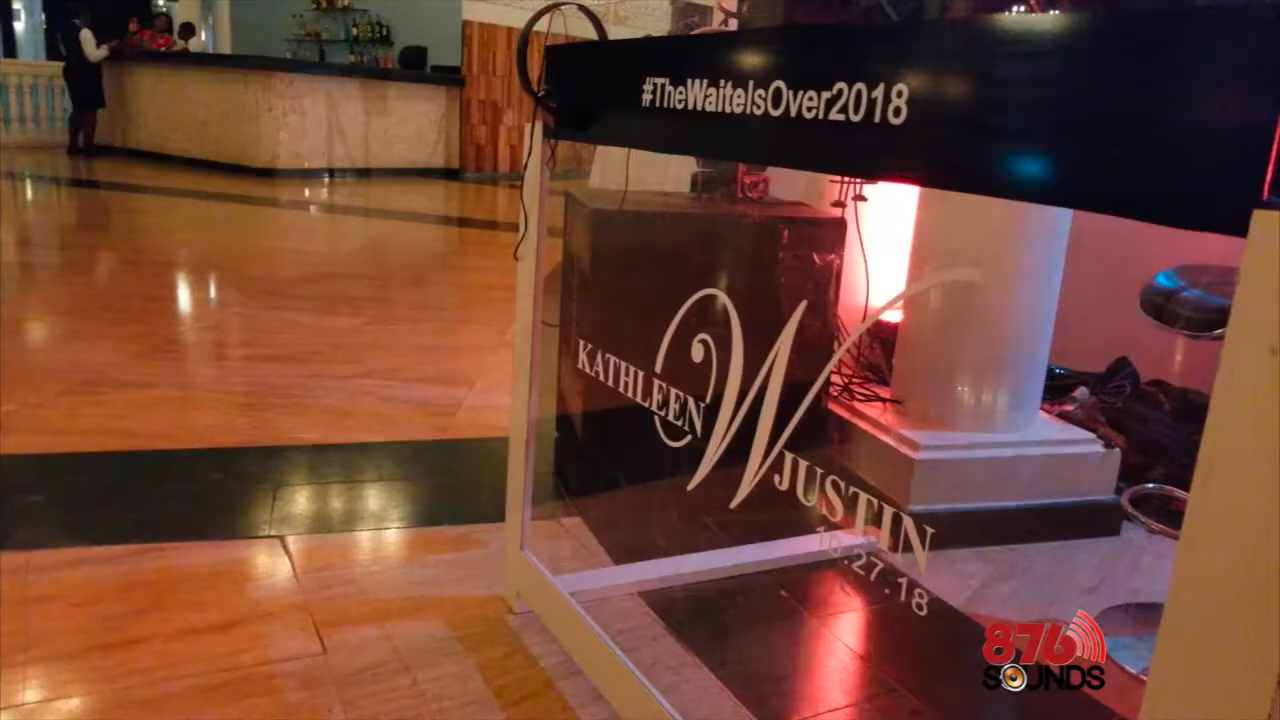 #TheWaiteIsOver2018
KATHLEEN
W
JUSTIN
10.27.18
876
SOUNDS